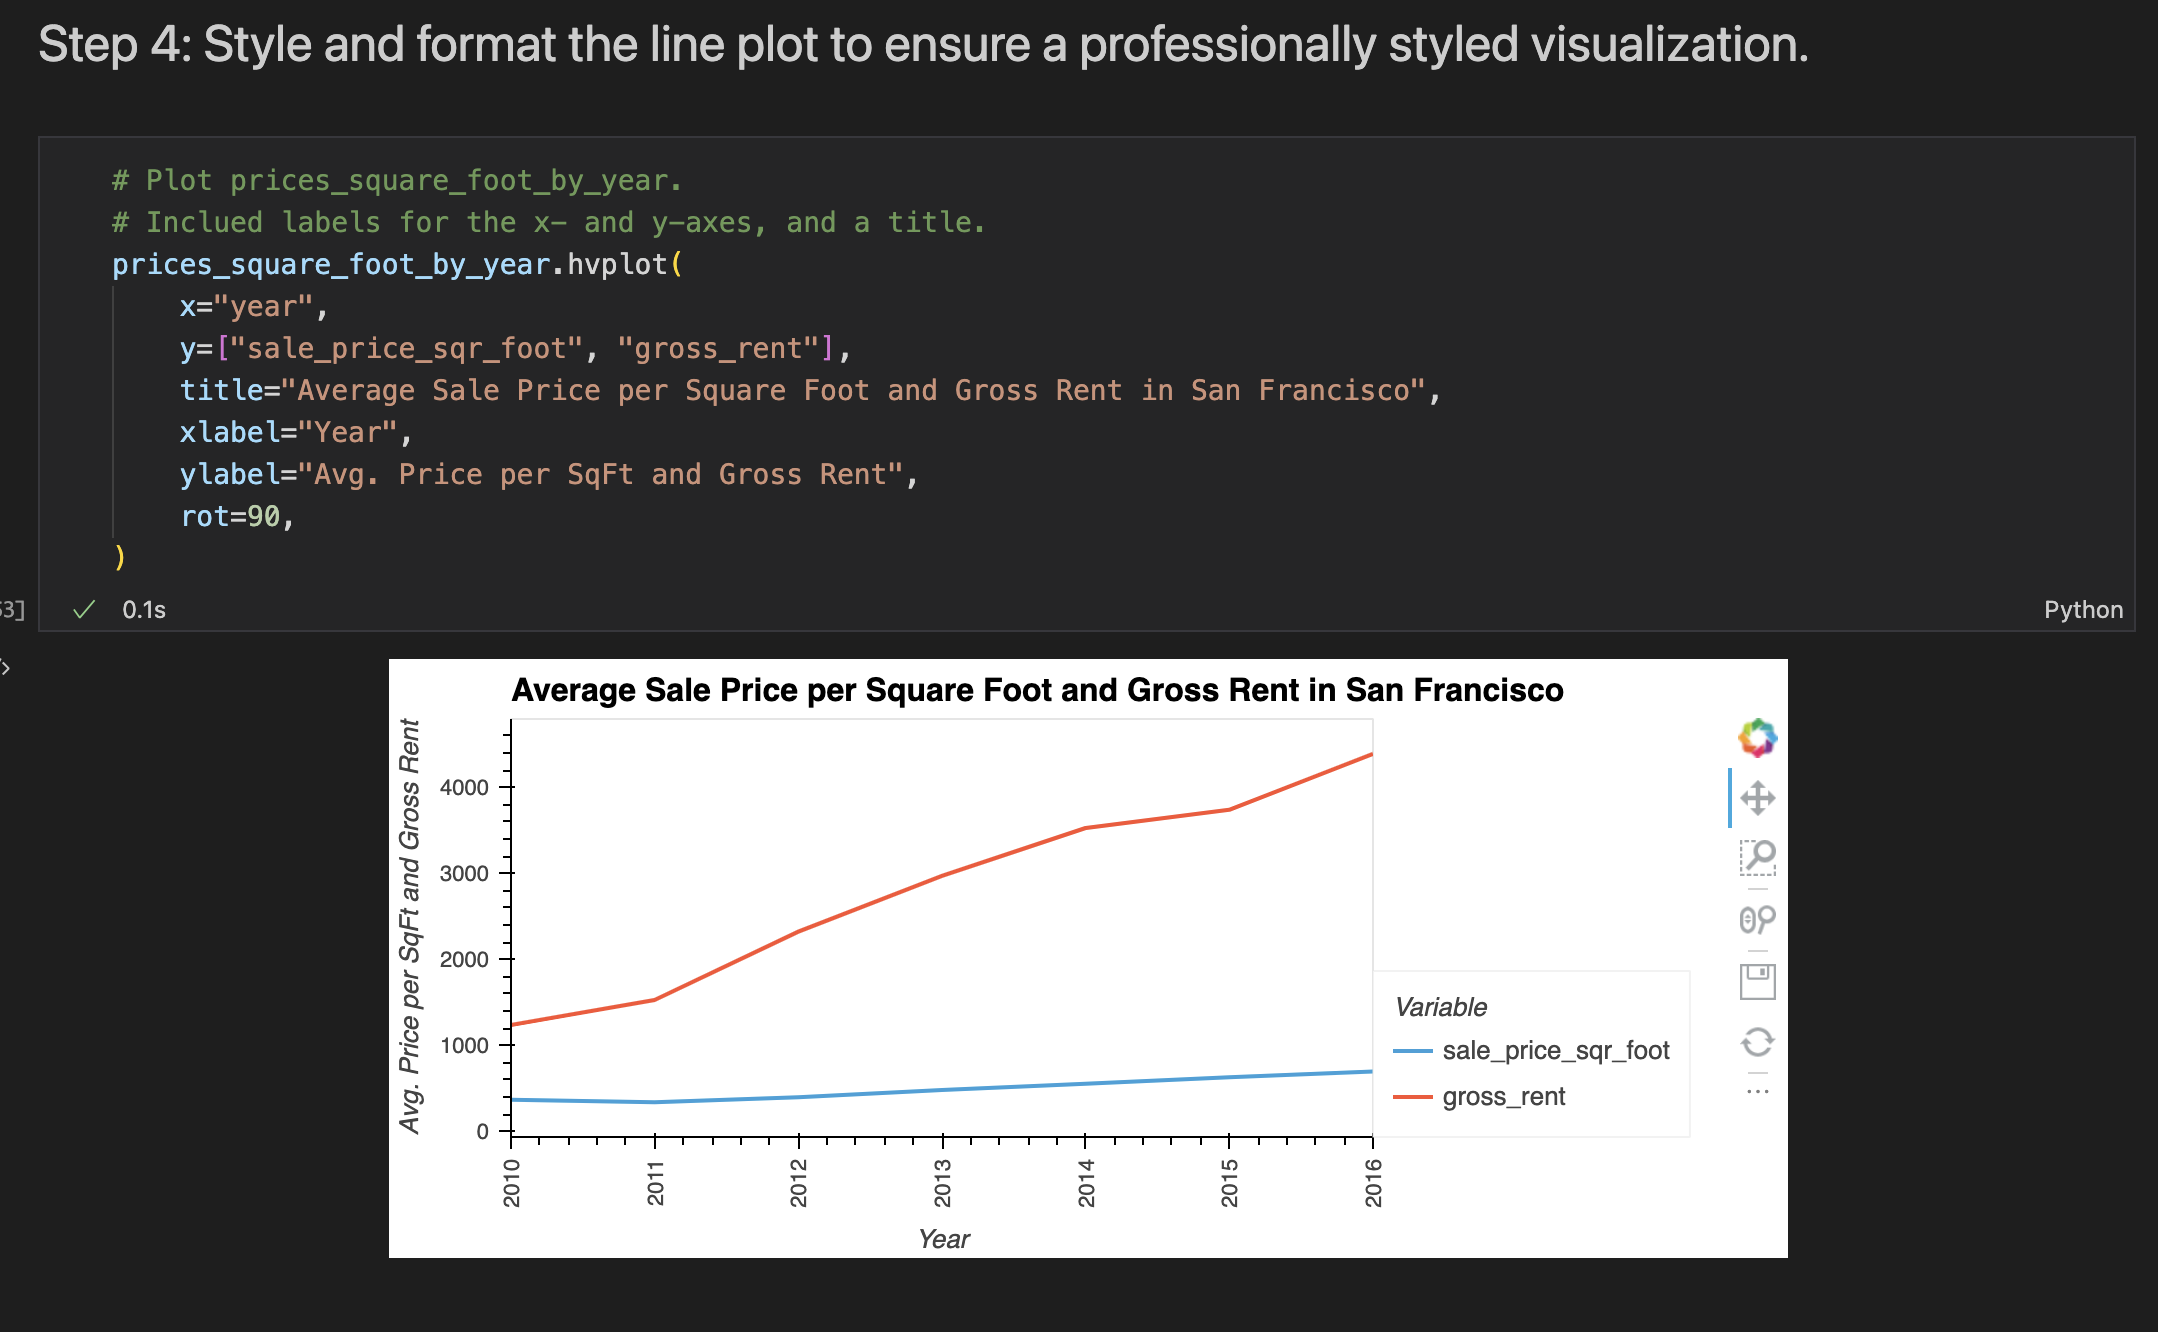 Step 4: Style and format the line plot to ensure a professionally styled visualization.
# Plot prices_square_foot_by_year.
# Inclued labels for the x- and y-axes, and a title.
prices_square_foot_by_year.hvplot(
x="year",
y=["sale_price_sqr_foot", "gross_rent"],
title="Average Sale Price per Square Foot and Gross Rent in San Francisco",
xlabel="Year",
ylabel="Avg. Price per SqFt and Gross Rent",
rot=90,
)
3]
0.1s
Python
Average Sale Price per Square Foot and Gross Rent in San Francisco
Avg. Price per SqFt and Gross Rent
4000
3000
2000
1000
0
2010
2011
2012
2013
2014
2015
2016
Year
Variable
sale_price_sqr_foot
gross_rent